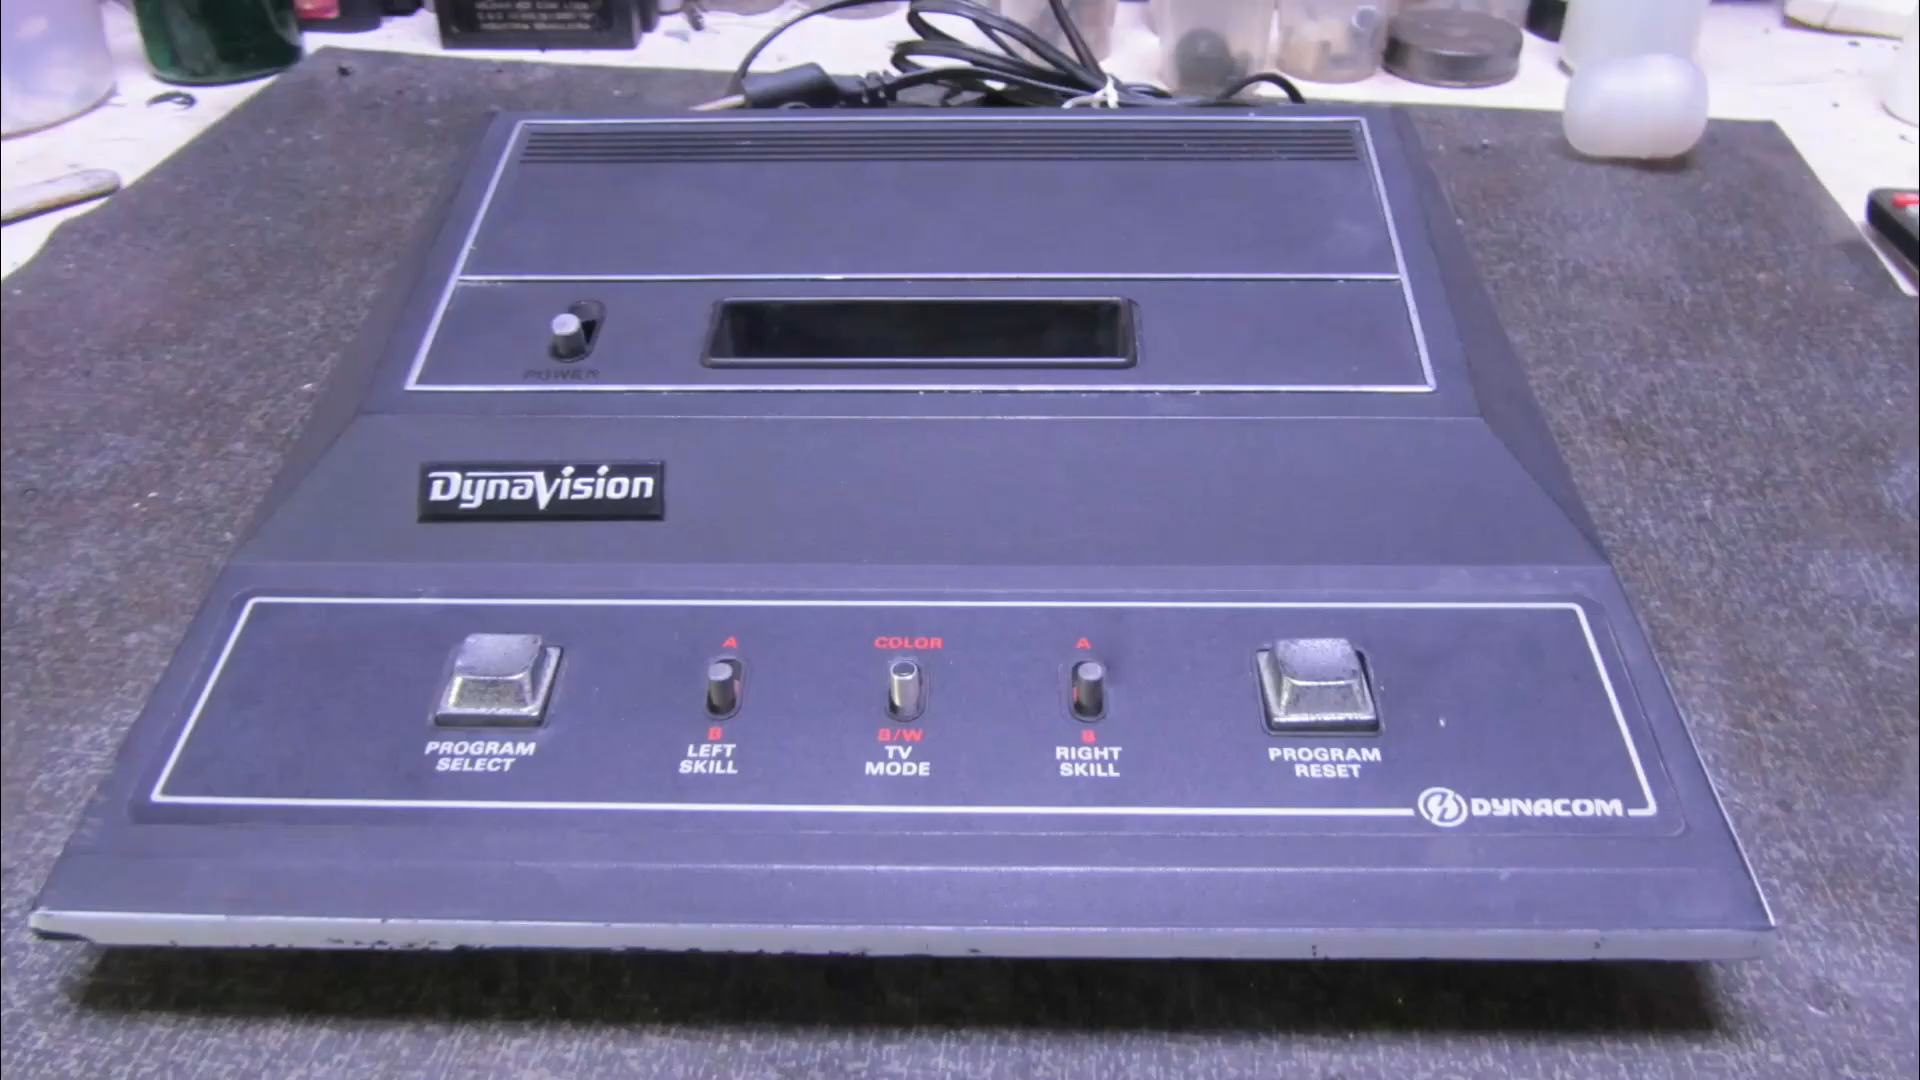 POWER
DynaVision
A
COLOR
A
B
B/W
B
PROGRAM
SELECT
LEFT
SKILL
TV
MODE
RIGHT
SKILL
PROGRAM
RESET
DYNACOM